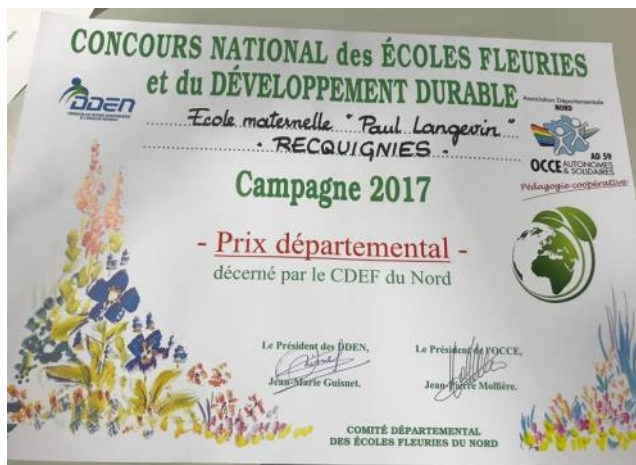 CONCOURS NATIONAL des ÉCOLES FLEURIES
et du DÉVELOPPEMENT DURABLE
DDEN
Association Départementale
NORD
Ecole maternelle "Paul Langevin"
• RECQUIGNIES •
AD 59
OCCE AUTONOMES
& SOLIDAIRES
Pédagogie coopérative
Campagne 2017
- Prix départemental -
décerné par le CDEF du Nord
Le Président des DDEN,
Jean-Marie Guisnet.
Le Président de l'OCCE,
Jean-Pierre Mollière.
COMITÉ DÉPARTEMENTAL
DES ÉCOLES FLEURIES DU NORD